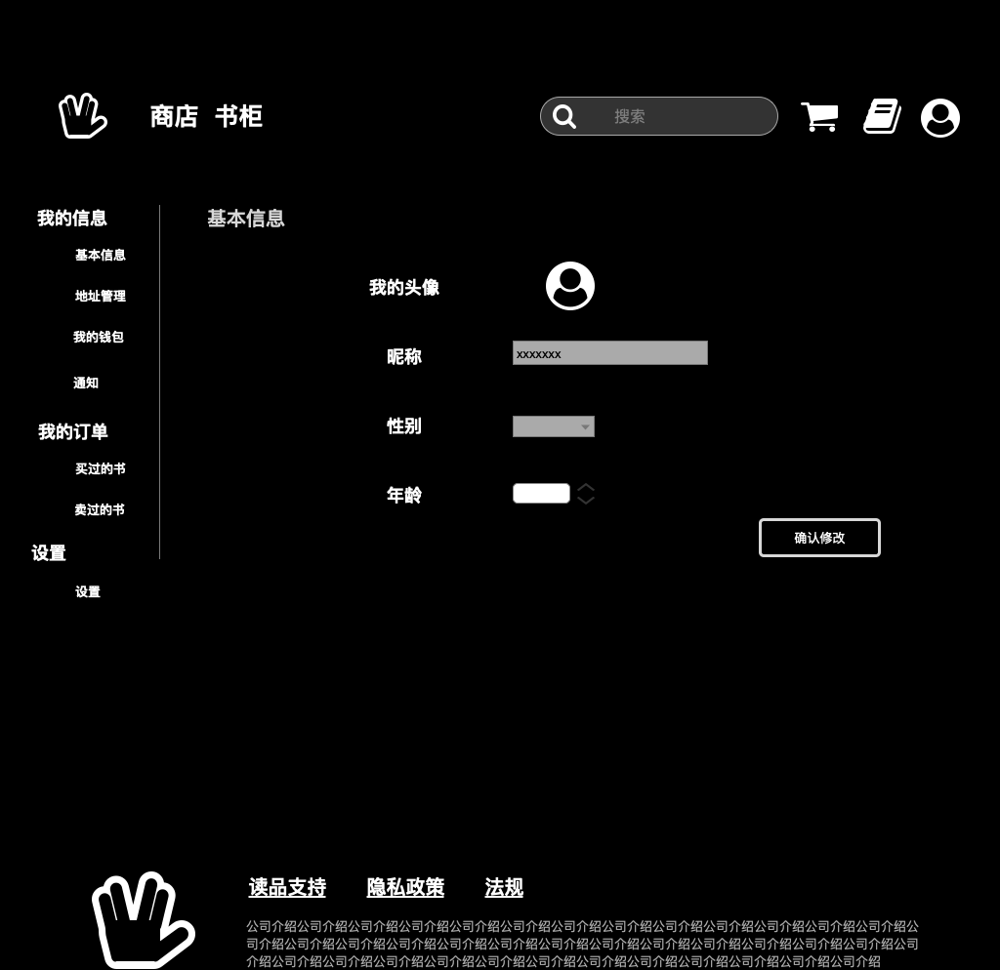 商店 书柜
搜索
我的信息
基本信息
地址管理
我的钱包
通知
我的订单
买过的书
卖过的书
设置
设置
基本信息
我的头像
昵称
xxxxxxx
性别
年龄
确认修改
读品支持 隐私政策 法规
公司介绍公司介绍公司介绍公司介绍公司介绍公司介绍公司介绍公司介绍公司介绍公司介绍公司介绍公司介绍公司介绍公
司介绍公司介绍公司介绍公司介绍公司介绍公司介绍公司介绍公司介绍公司介绍公司介绍公司介绍公司介绍公司介绍公司
介绍公司介绍公司介绍公司介绍公司介绍公司介绍公司介绍公司介绍公司介绍公司介绍公司介绍公司介绍公司介绍